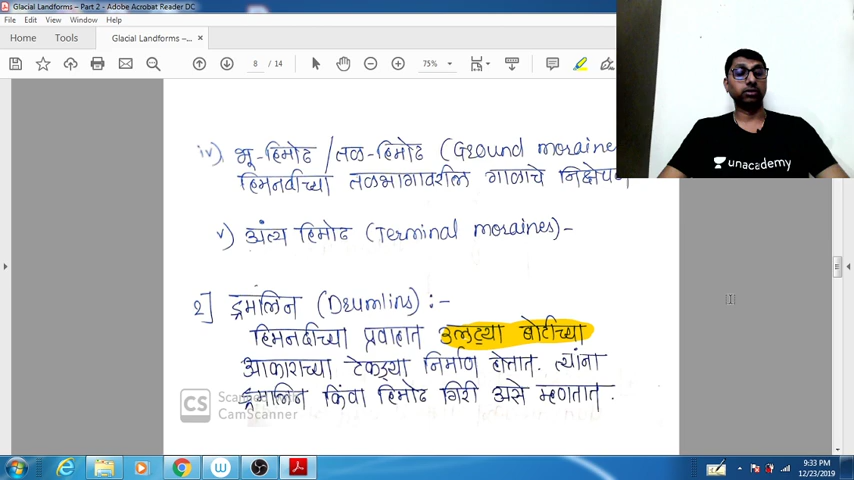 Glacial Landforms – Part 2 - Adobe Acrobat Reader DC
File Edit View Window Help
Home Tools Glacial Landforms –... ×
8 / 14 75%
iv) भू-हिमोढ / तळ-हिमोढ (Ground moraine
हिमनदीच्या तळभागावरील गाळाचे निक्षेपण
v) अंत्य हिमोढ (Terminal moraines) –
2] ड्रमलिन (Drumlins) :-
हिमनदीच्या प्रवाहात उलट्या बोटीच्या
आकाराच्या टेकड्या निर्माण होतात. त्यांना
ड्रमलिन किंवा हिमोढ गिरी असे म्हणतात.
CS CamScanner
unacademy
9:33 PM
12/23/2019